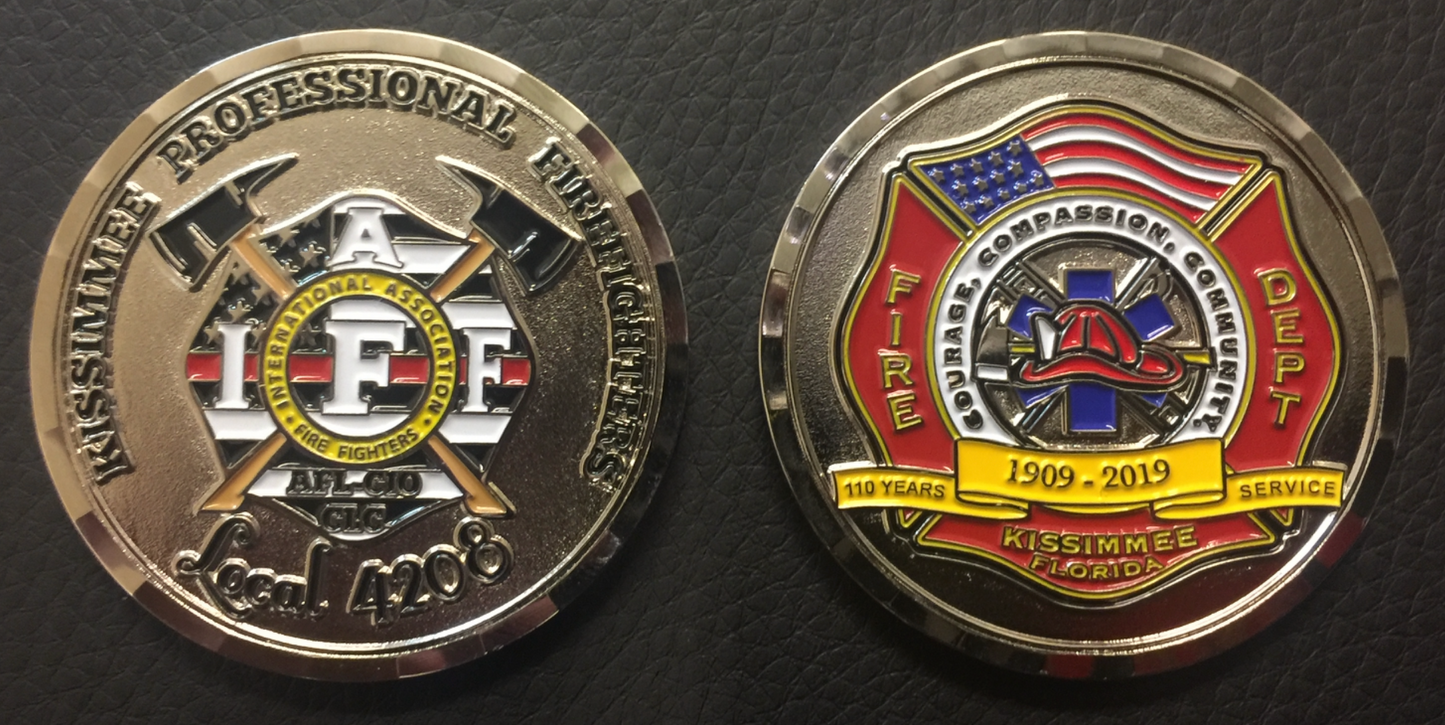 KISSIMMEE PROFESSIONAL FIREFIGHTERS
A
I F F
INTERNATIONAL ASSOCIATION
FIRE FIGHTERS
AFL-CIO
CLC
Local 4208
COURAGE, COMPASSION, COMMUNITY,
FIRE
DEPT
1909 - 2019
110 YEARS
SERVICE
KISSIMMEE
FLORIDA